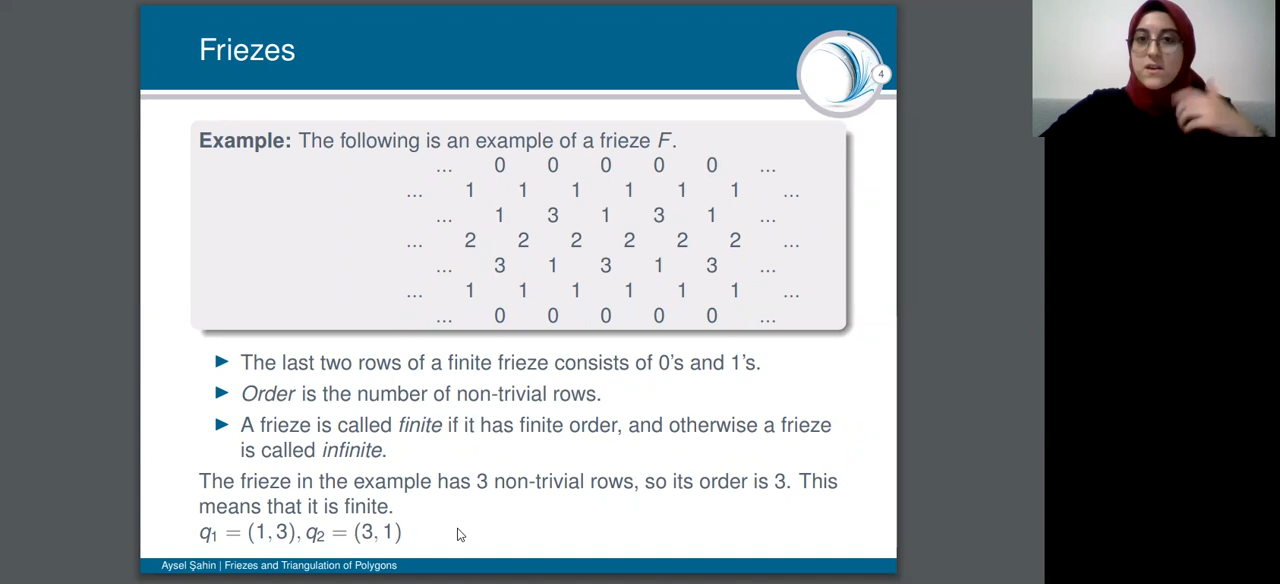 Friezes
4
Example: The following is an example of a frieze F.
... 0 0 0 0 0 ...
... 1 1 1 1 1 1 ...
... 1 3 1 3 1 ...
... 2 2 2 2 2 2 ...
... 3 1 3 1 3 ...
... 1 1 1 1 1 1 ...
... 0 0 0 0 0 ...
▶ The last two rows of a finite frieze consists of 0's and 1's.
▶ Order is the number of non-trivial rows.
▶ A frieze is called finite if it has finite order, and otherwise a frieze
is called infinite.
The frieze in the example has 3 non-trivial rows, so its order is 3. This
means that it is finite.
q₁ = (1, 3), q₂ = (3, 1)
Aysel Şahin | Friezes and Triangulation of Polygons